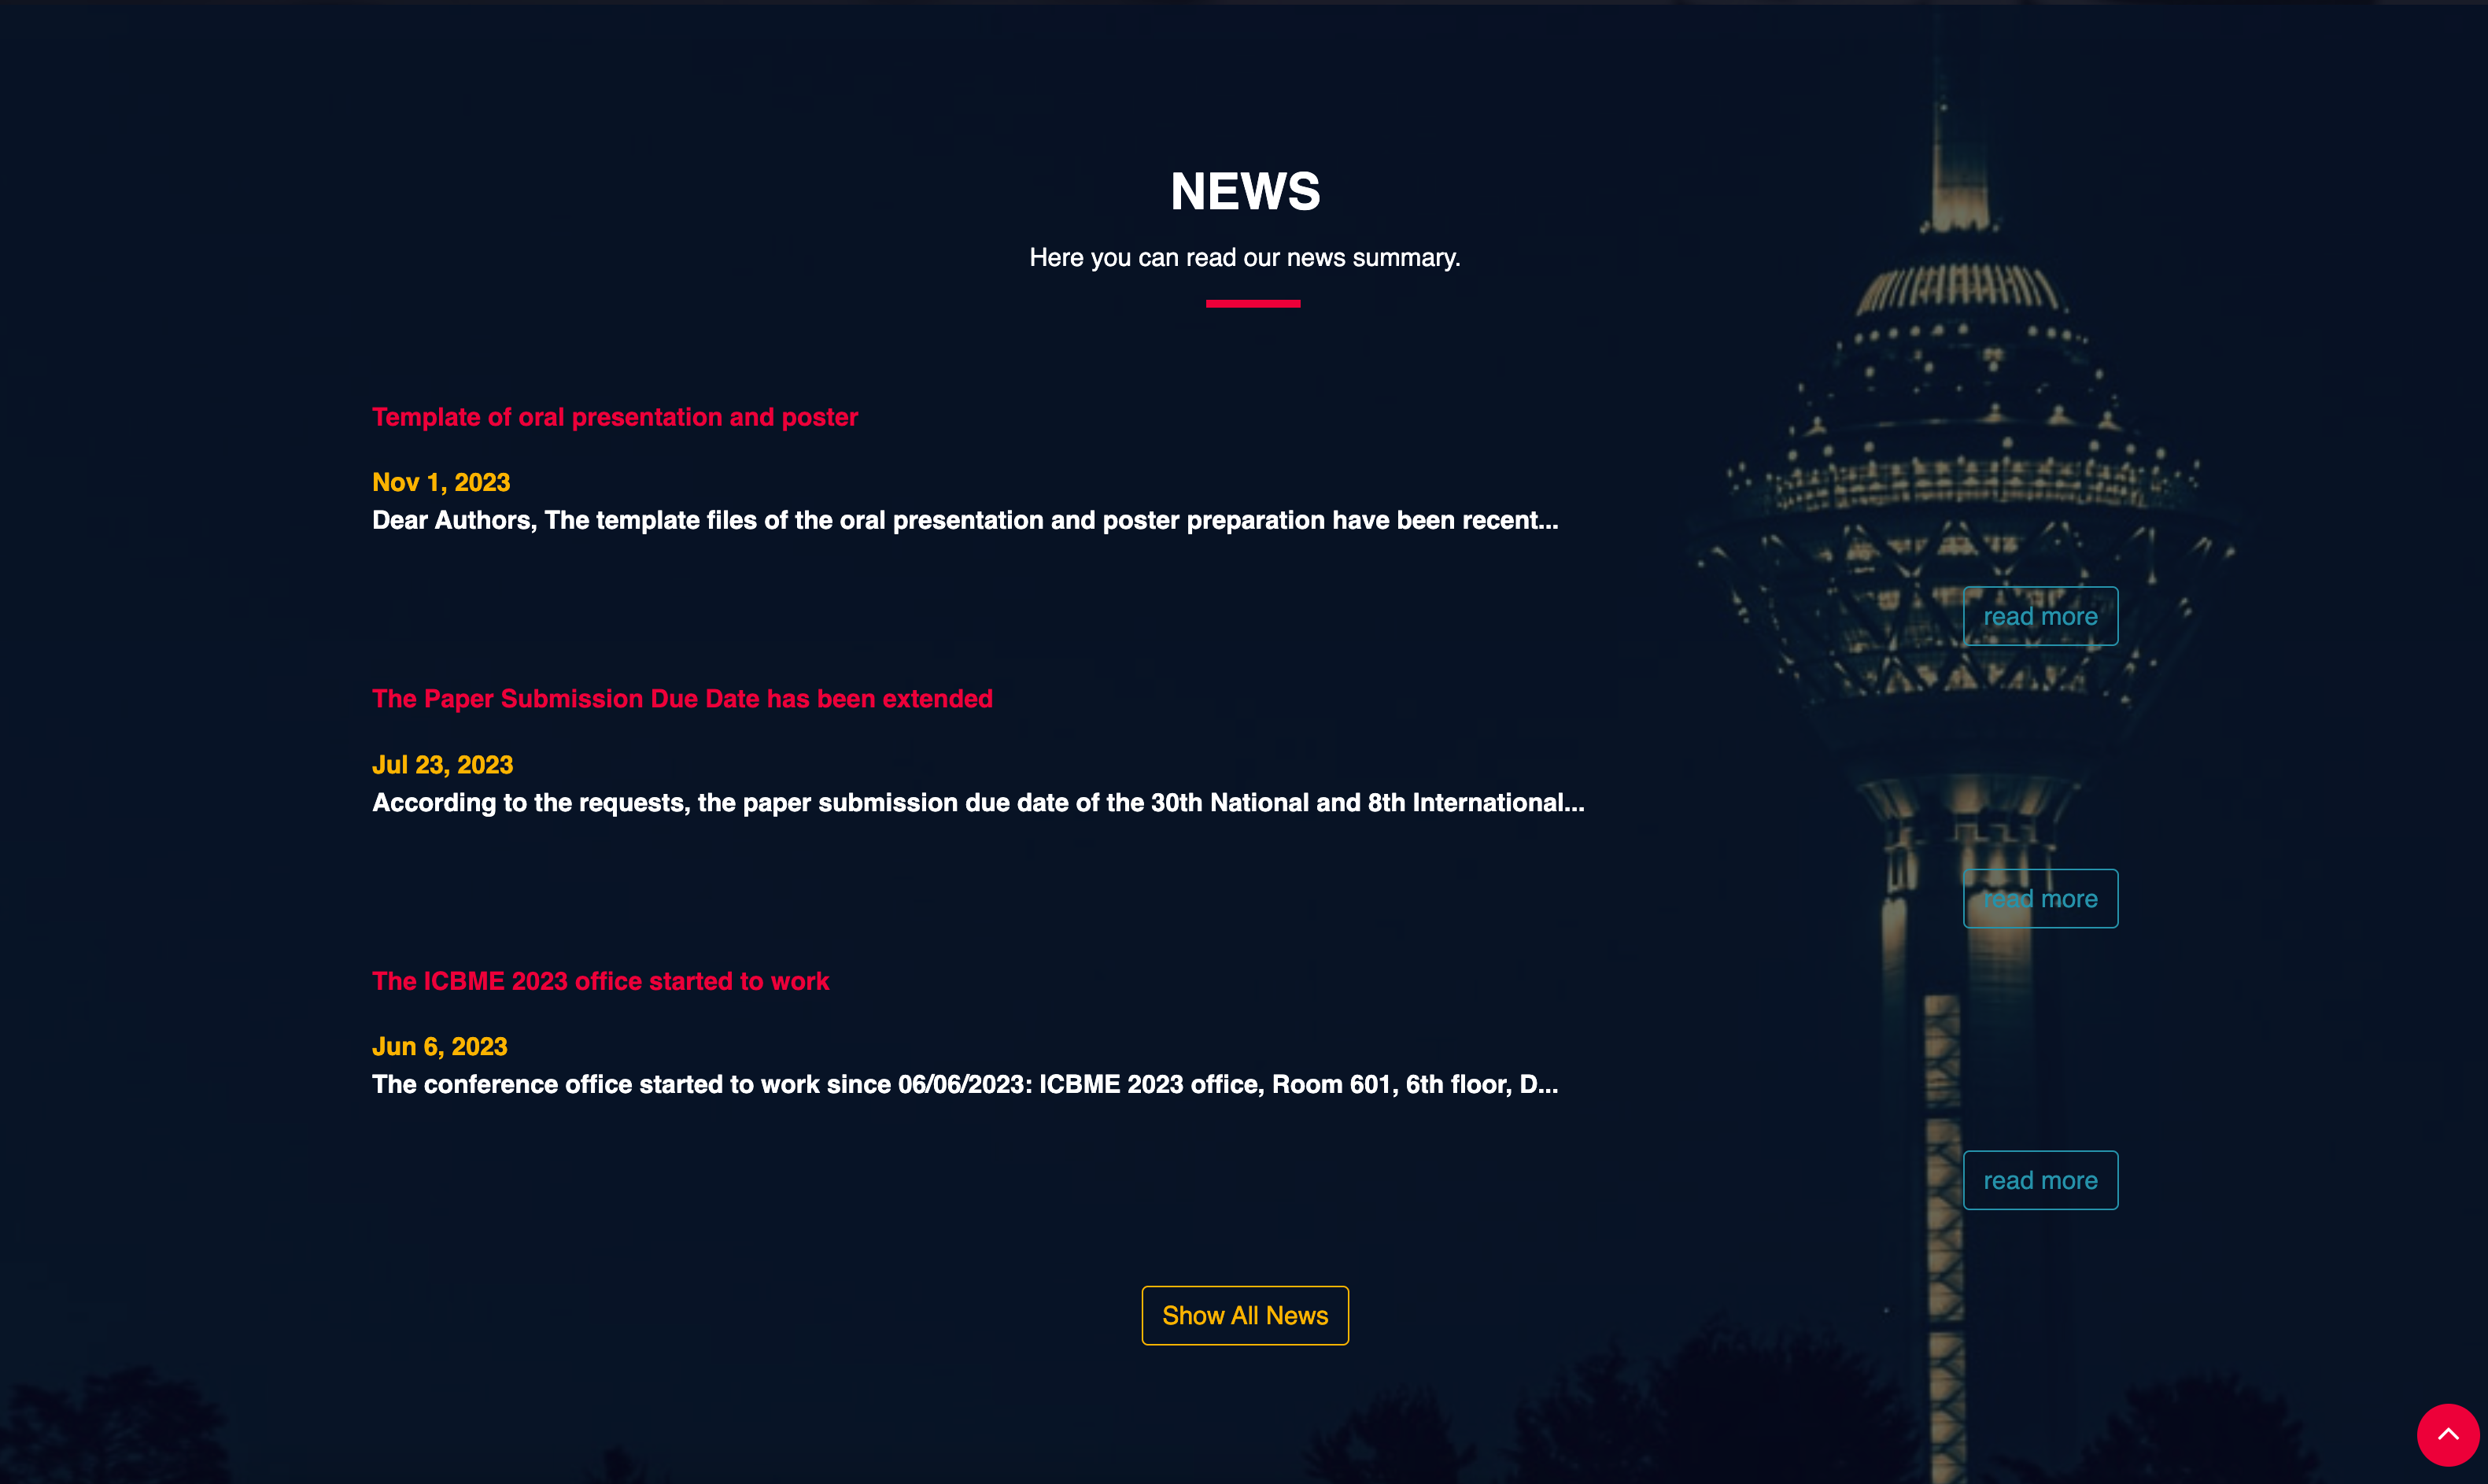 NEWS
Here you can read our news summary.
Template of oral presentation and poster
Nov 1, 2023
Dear Authors, The template files of the oral presentation and poster preparation have been recent...
read more
The Paper Submission Due Date has been extended
Jul 23, 2023
According to the requests, the paper submission due date of the 30th National and 8th International...
read more
The ICBME 2023 office started to work
Jun 6, 2023
The conference office started to work since 06/06/2023: ICBME 2023 office, Room 601, 6th floor, D...
read more
Show All News